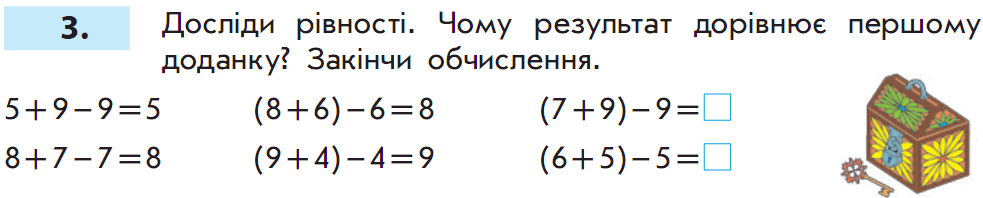 3. Досліди рівності. Чому результат дорівнює першому
доданку? Закінчи обчислення.
5+9−9=5 (8+6)−6=8 (7+9)−9=□
8+7−7=8 (9+4)−4=9 (6+5)−5=□